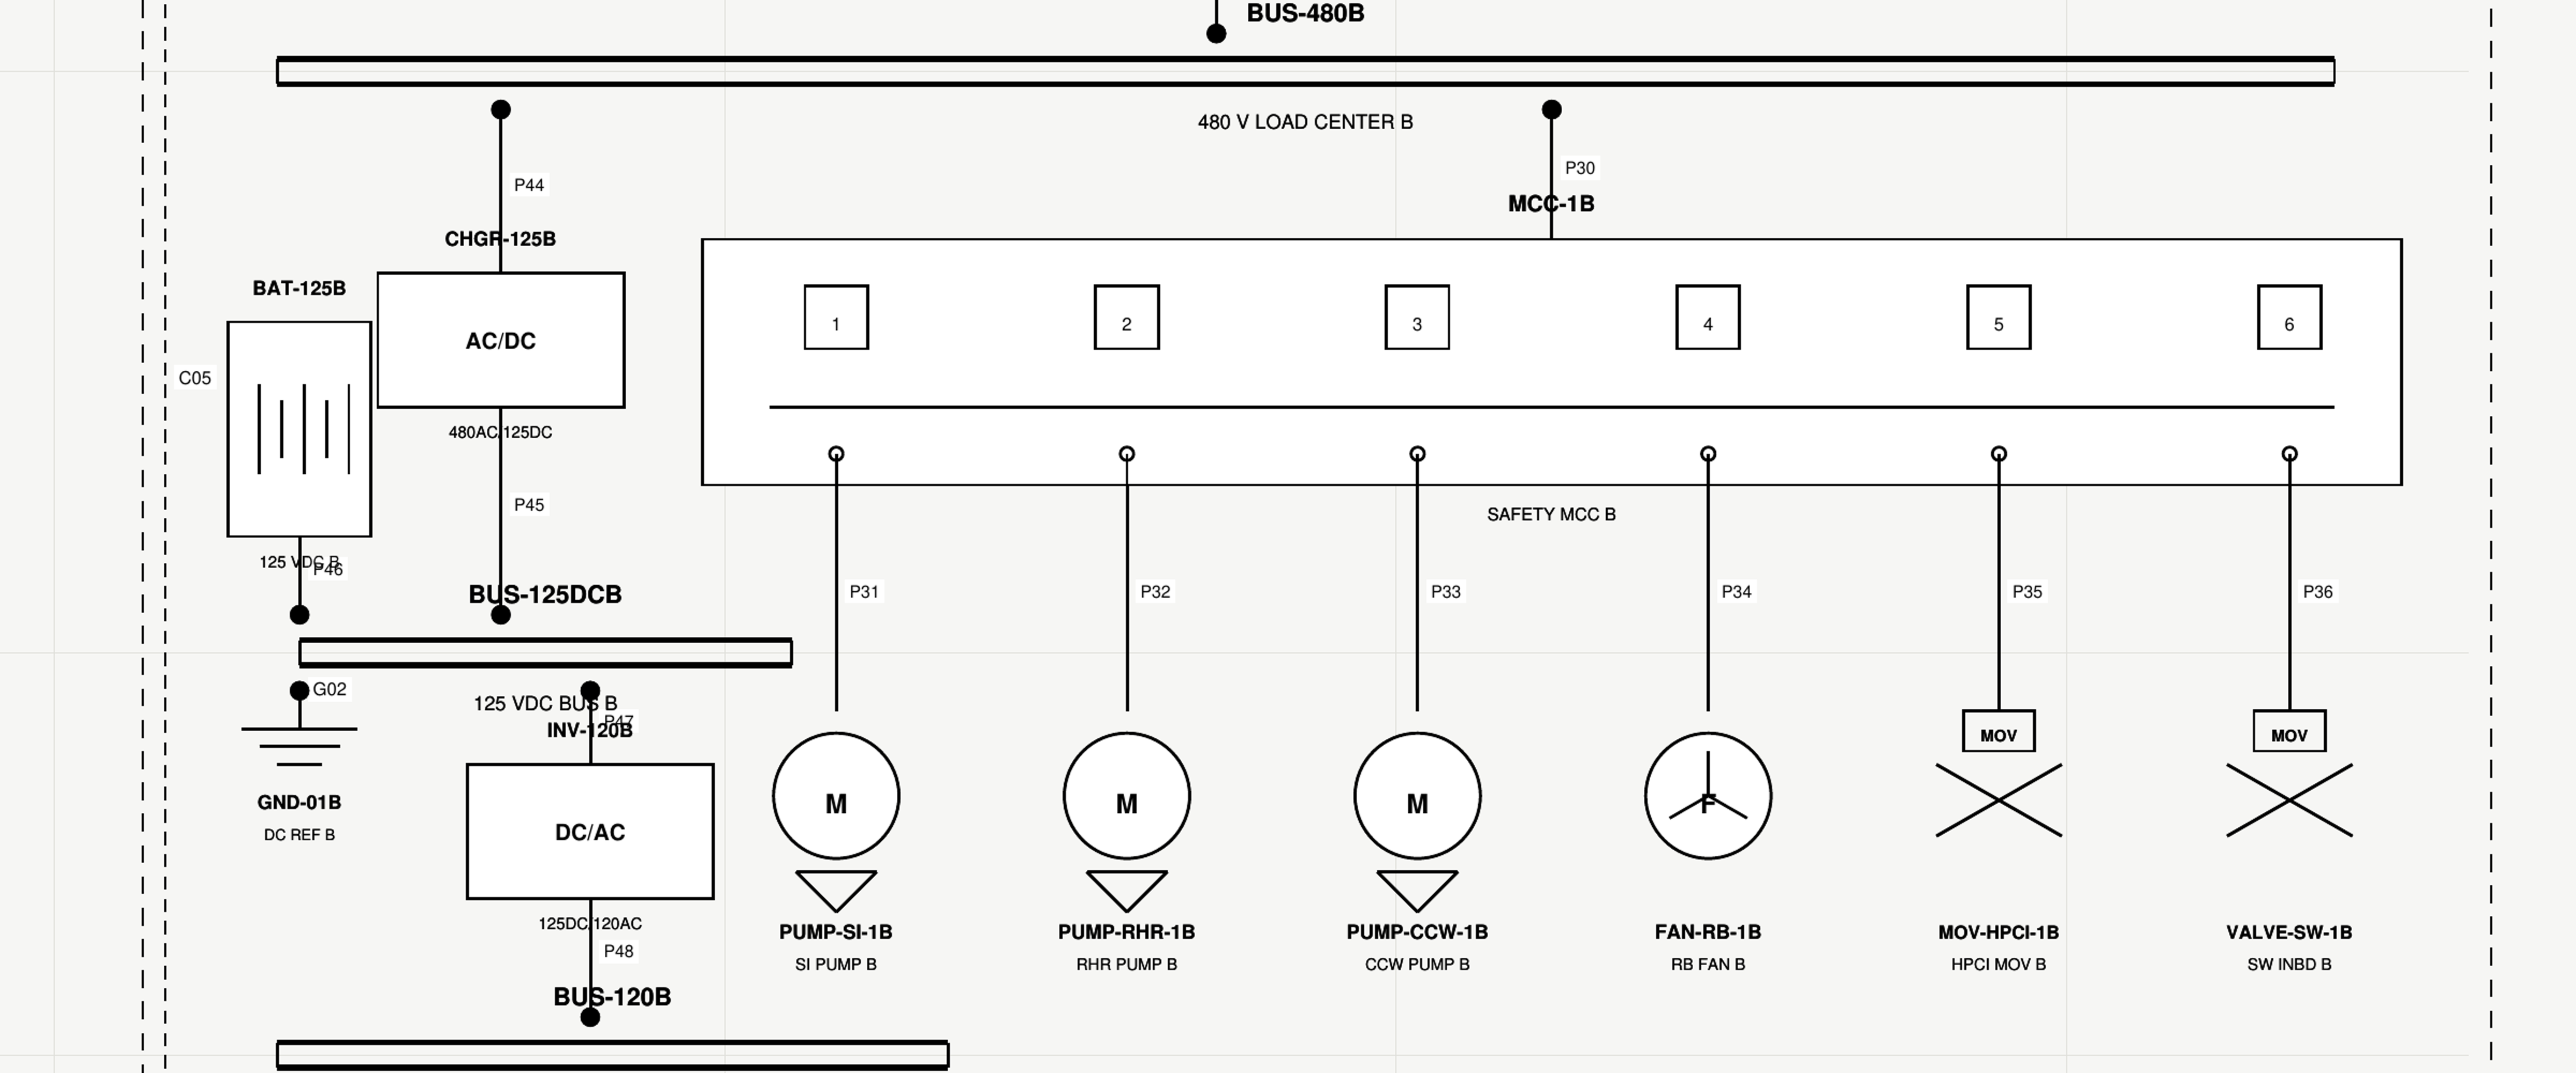 BUS-480B
480 V LOAD CENTER B
P44
P30
MCC-1B
CHGR-125B
BAT-125B
AC/DC
C05
1
2
3
4
5
6
480AC/125DC
P45
SAFETY MCC B
125 VDC B
P46
BUS-125DCB
P31
P32
P33
P34
P35
P36
G02
125 VDC BUS B
P47
INV-120B
MOV
MOV
GND-01B
DC REF B
DC/AC
M
M
M
F
125DC/120AC
P48
PUMP-SI-1B
SI PUMP B
PUMP-RHR-1B
RHR PUMP B
PUMP-CCW-1B
CCW PUMP B
FAN-RB-1B
RB FAN B
MOV-HPCI-1B
HPCI MOV B
VALVE-SW-1B
SW INBD B
BUS-120B